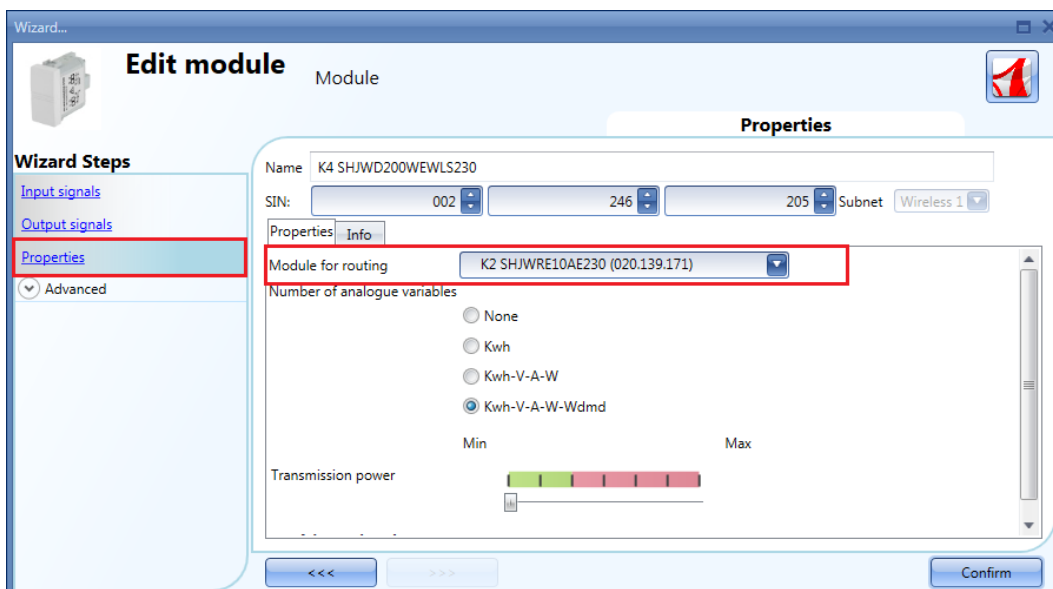 Wizard...
Edit module
Module
Properties
Wizard Steps
Input signals
Output signals
Properties
Advanced
Name K4 SHJWD200WEWLS230
SIN: 002 246 205 Subnet Wireless 1
Properties Info
Module for routing K2 SHJWRE10AE230 (020.139.171)
Number of analogue variables
None
Kwh
Kwh-V-A-W
Kwh-V-A-W-Wdmd
Min Max
Transmission power
<<< >>> Confirm